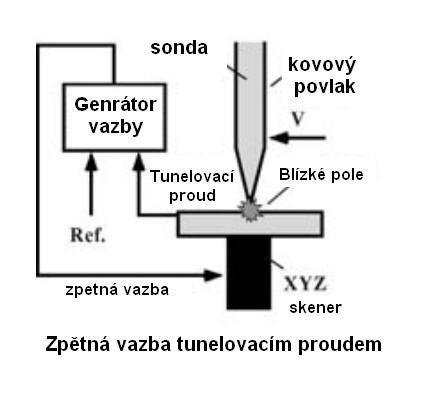 sonda
kovový
povlak
Genrátor
vazby
V
Tunelovací
proud
Blízké pole
Ref.
zpetná vazba
XYZ
skener
Zpětná vazba tunelovacím proudem